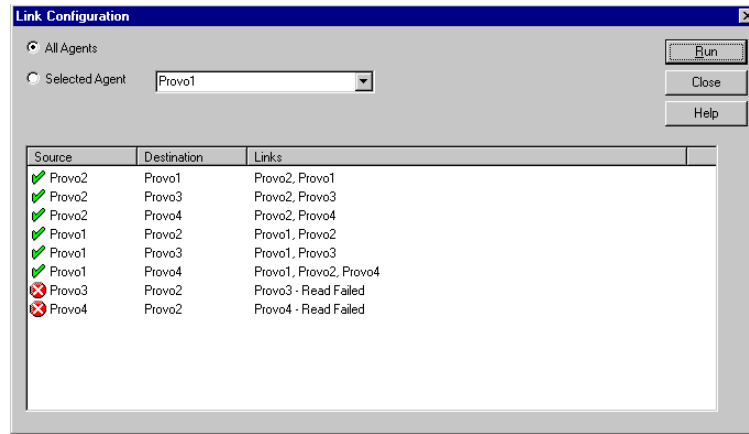 Link Configuration
All Agents
Run
Selected Agent Provo1
Close
Help
Source Destination Links
Provo2 Provo1 Provo2, Provo1
Provo2 Provo3 Provo2, Provo3
Provo2 Provo4 Provo2, Provo4
Provo1 Provo2 Provo1, Provo2
Provo1 Provo3 Provo1, Provo3
Provo1 Provo4 Provo1, Provo2, Provo4
Provo3 Provo2 Provo3 - Read Failed
Provo4 Provo2 Provo4 - Read Failed